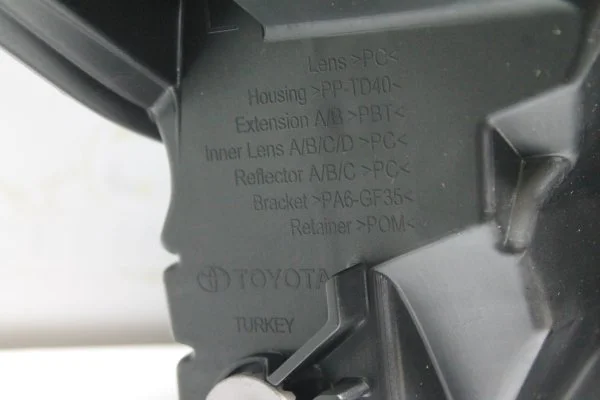 Lens >PC<
Housing >PP-TD40<
Extension A/B >PBT<
Inner Lens A/B/C/D >PC<
Reflector A/B/C >PC<
Bracket >PA6-GF35<
Retainer >POM<
TOYOTA
TURKEY